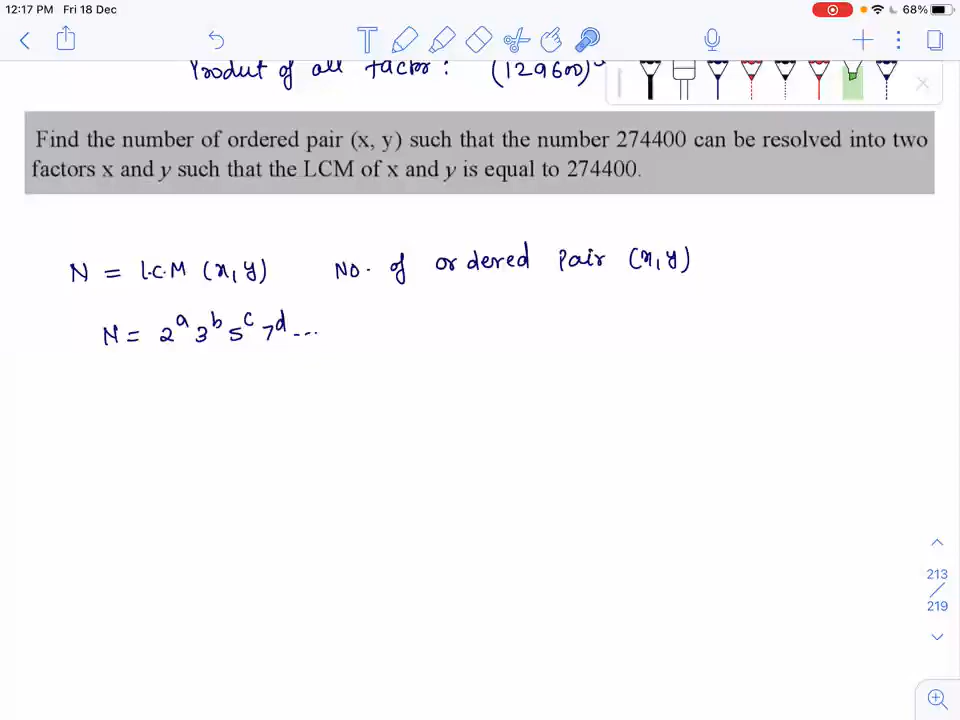 12:17 PM Fri 18 Dec
68%
Produt of all factor : (129600)
Find the number of ordered pair (x, y) such that the number 274400 can be resolved into two
factors x and y such that the LCM of x and y is equal to 274400.
N = L.C.M (x, y) No. of ordered pair (x, y)
N = 2^a 3^b 5^c 7^d ...
213
219